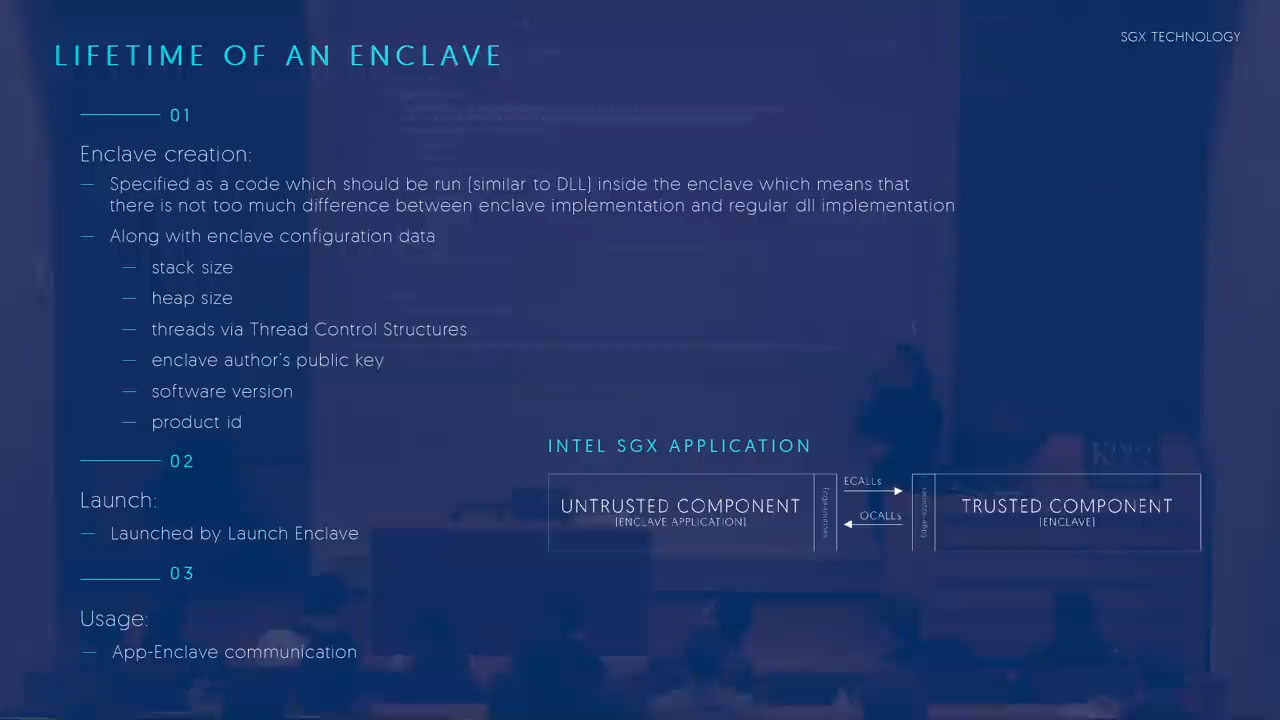 SGX TECHNOLOGY
LIFETIME OF AN ENCLAVE
01
Enclave creation:
— Specified as a code which should be run (similar to DLL) inside the enclave which means that
there is not too much difference between enclave implementation and regular dll implementation
— Along with enclave configuration data
— stack size
— heap size
— threads via Thread Control Structures
— enclave author's public key
— software version
— product id
02
Launch:
— Launched by Launch Enclave
03
Usage:
— App-Enclave communication
INTEL SGX APPLICATION
UNTRUSTED COMPONENT
[ENCLAVE APPLICATION]
ECALLs
OCALLs
TRUSTED COMPONENT
[ENCLAVE]